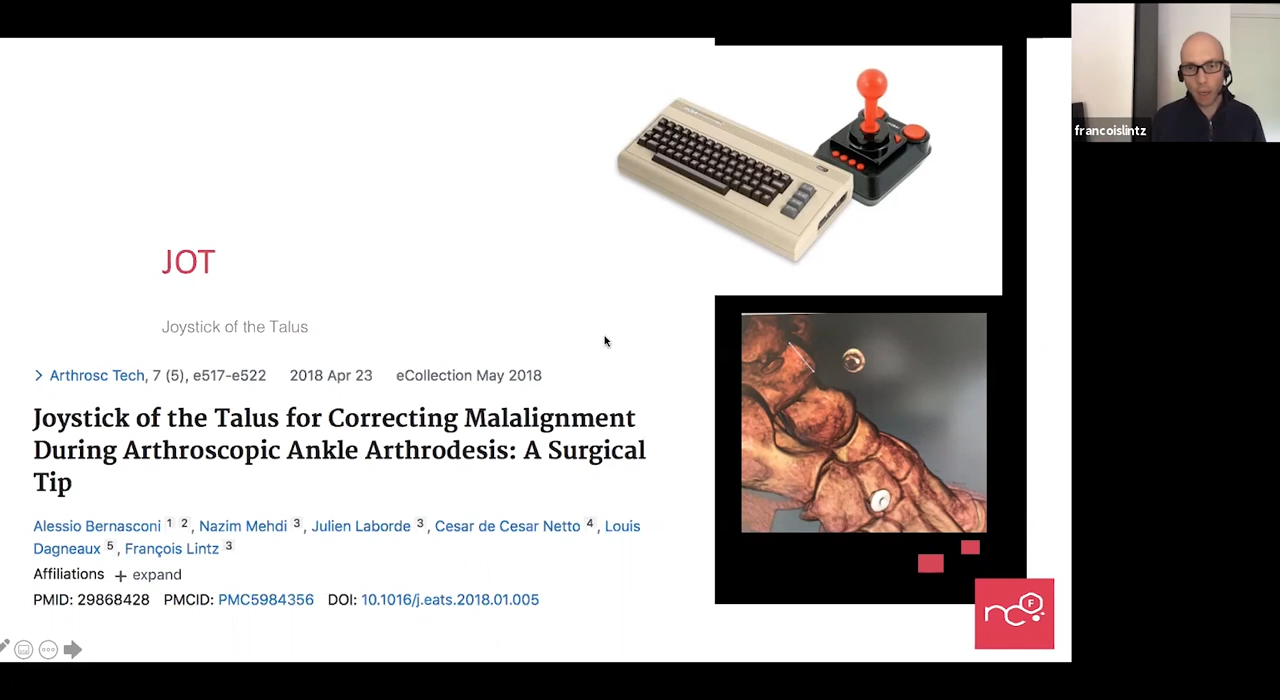 JOT
Joystick of the Talus
Arthrosc Tech, 7 (5), e517-e522 2018 Apr 23 eCollection May 2018
Joystick of the Talus for Correcting Malalignment
During Arthroscopic Ankle Arthrodesis: A Surgical
Tip
Alessio Bernasconi 1 2, Nazim Mehdi 3, Julien Laborde 3, Cesar de Cesar Netto 4, Louis
Dagneaux 5, François Lintz 3
Affiliations + expand
PMID: 29868428 PMCID: PMC5984356 DOI: 10.1016/j.eats.2018.01.005
francoislintz